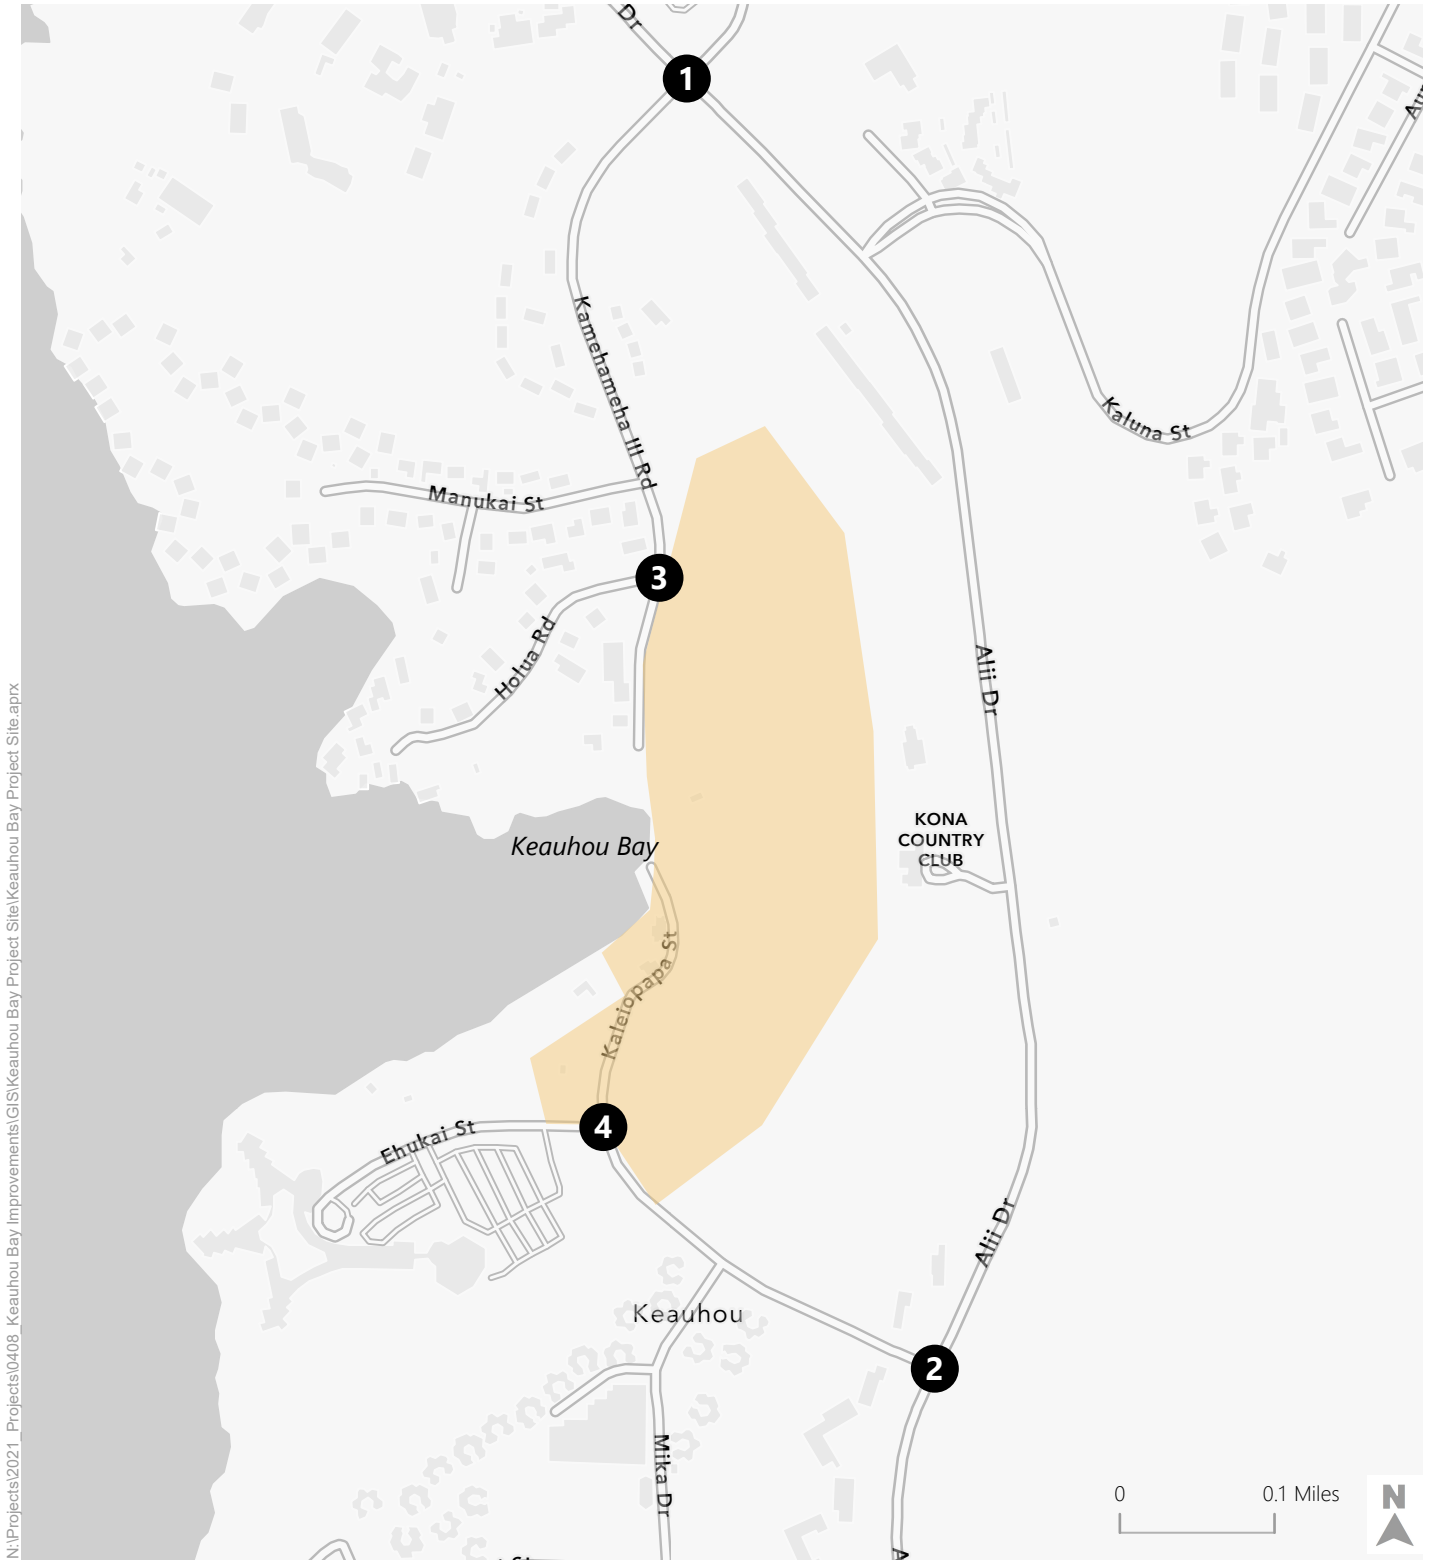 Dr
1
Au
Kamehameha III Rd
Kaluna St
Manukai St
3
Holua Rd
Alii Dr
KONA
COUNTRY
CLUB
Keauhou Bay
Kaleiopapa St
4
Ehukai St
Alii Dr
Keauhou
2
Mika Dr
0
0.1 Miles
N
St
A
N:\Projects\2021_Projects\0408_Keauhou Bay Improvements\GIS\Keauhou Bay Project Site\Keauhou Bay Project Site.aprx